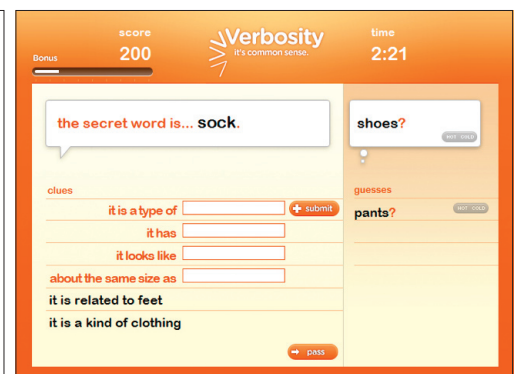 score
Verbosity
time
Bonus
200
it's common sense.
2:21
the secret word is... sock.
shoes?
HOT COLD
clues
guesses
it is a type of
+ submit
pants?
HOT COLD
it has
it looks like
about the same size as
it is related to feet
it is a kind of clothing
pass